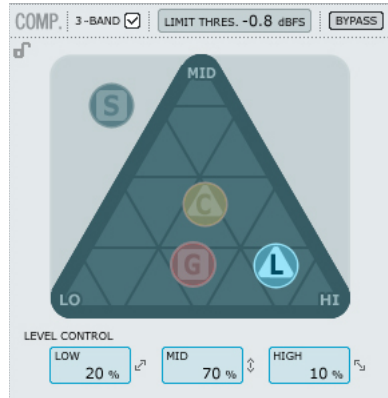 COMP. 3-BAND LIMIT THRES. -0.8 dBFS BYPASS
MID
S
C
G
L
LO HI
LEVEL CONTROL
LOW MID HIGH
20 % 70 % 10 %